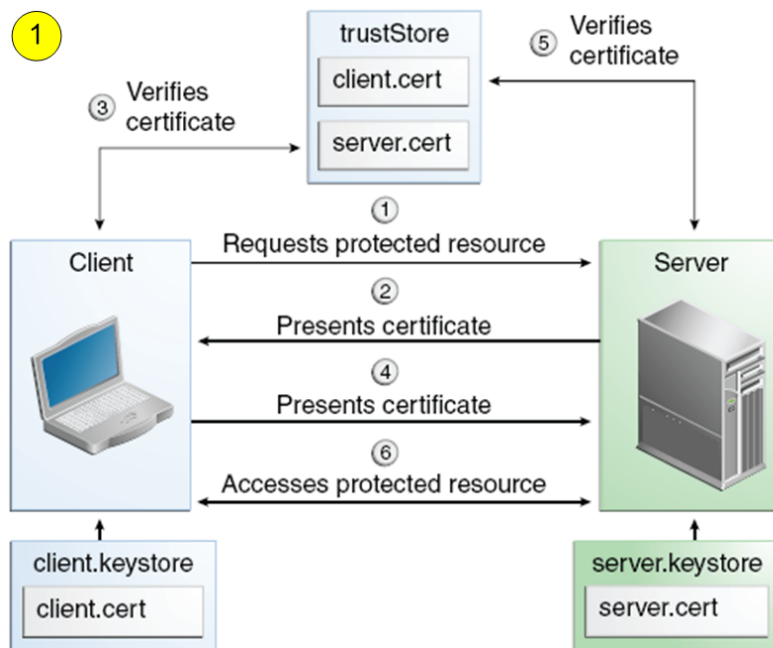 1
trustStore
client.cert
server.cert
5
Verifies
certificate
3
Verifies
certificate
1
Requests protected resource
Client
Server
2
Presents certificate
4
Presents certificate
6
Accesses protected resource
client.keystore
client.cert
server.keystore
server.cert